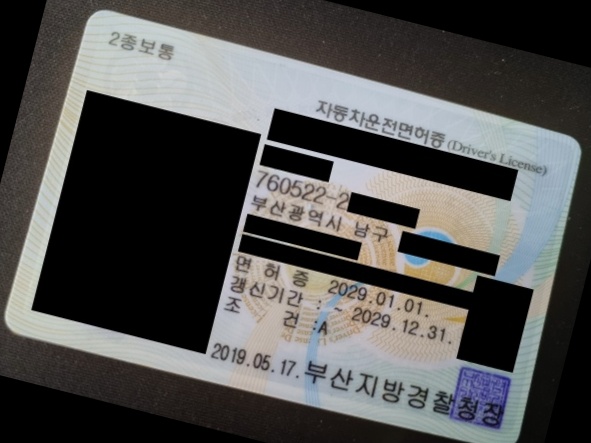 2종보통
자동차운전면허증 (Driver's License)
760522-2
부산광역시 남구
면 허 증 2029.01.01.
갱신기간 : ~ 2029.12.31.
조 건 :A
2019.05.17. 부산지방경찰청장